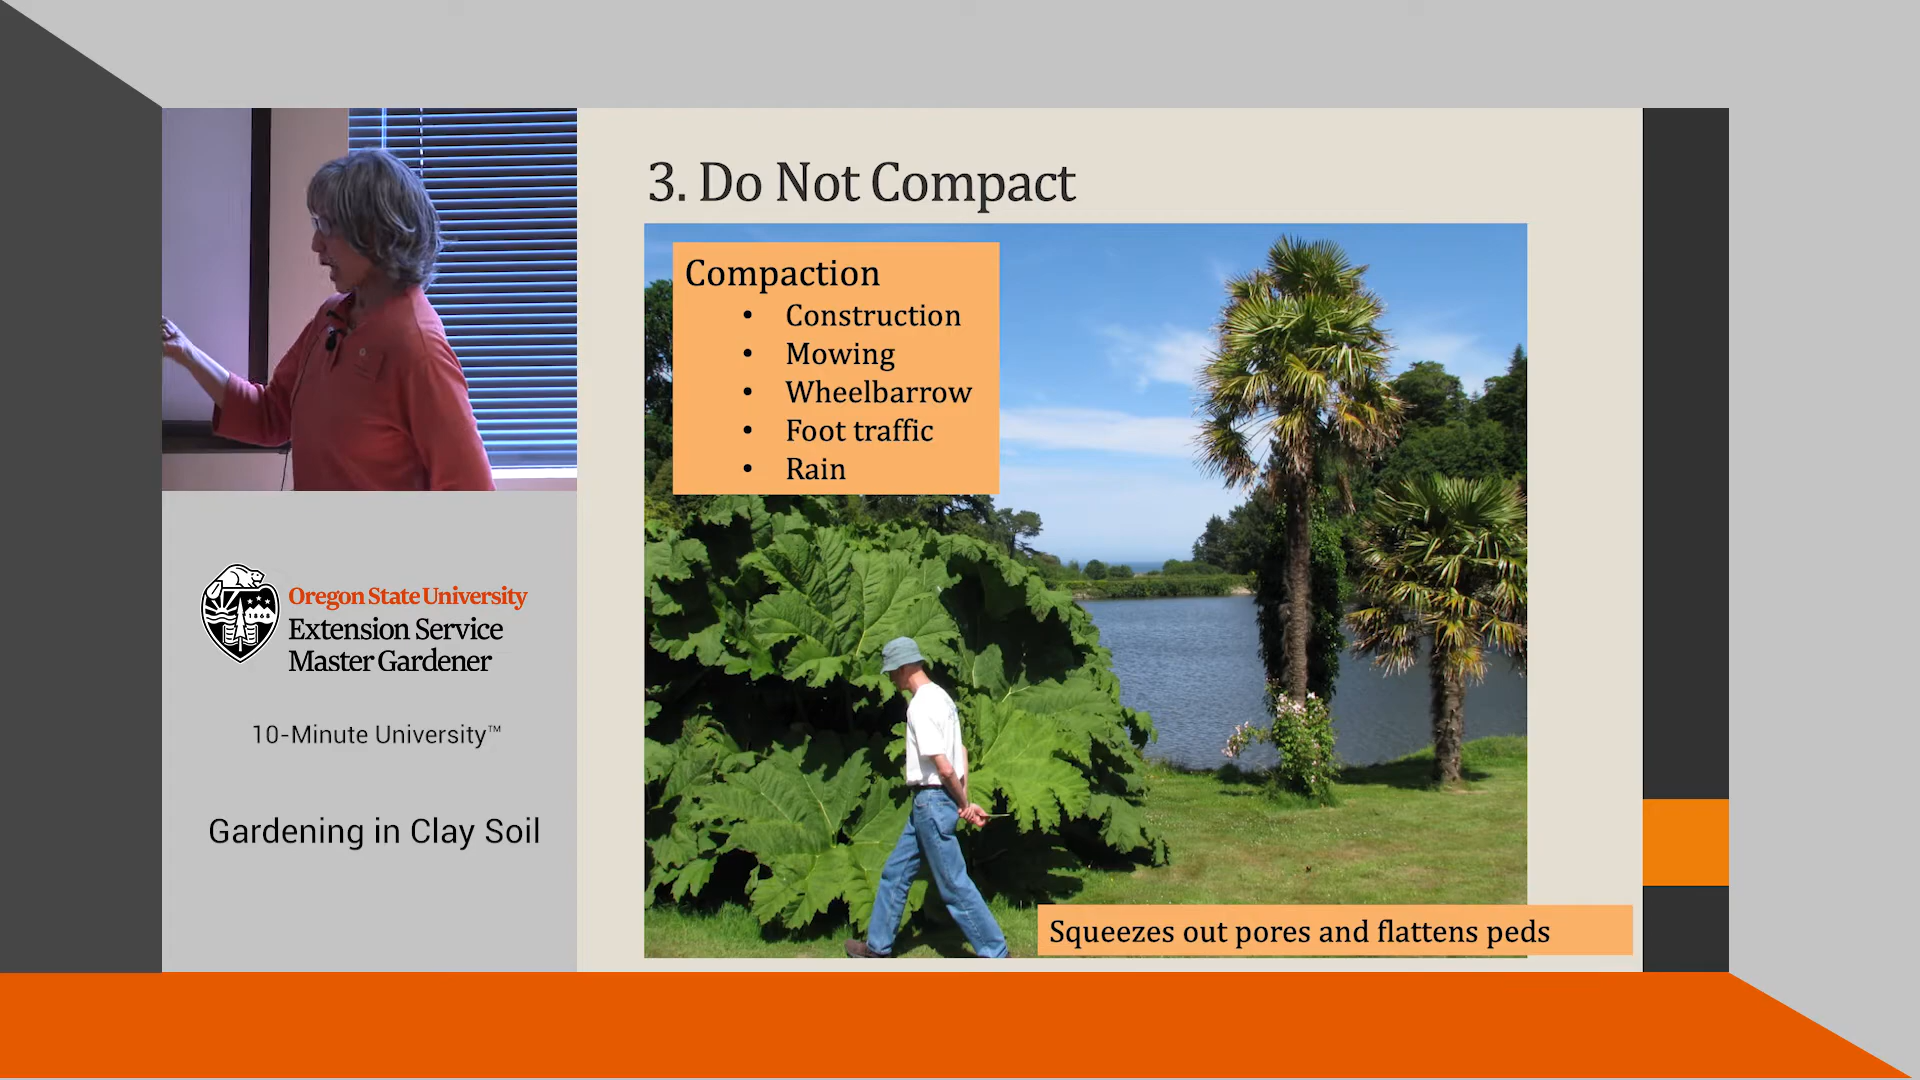 3. Do Not Compact
Compaction
• Construction
• Mowing
• Wheelbarrow
• Foot traffic
• Rain
Squeezes out pores and flattens peds
Oregon State University
Extension Service
Master Gardener
10-Minute University™
Gardening in Clay Soil